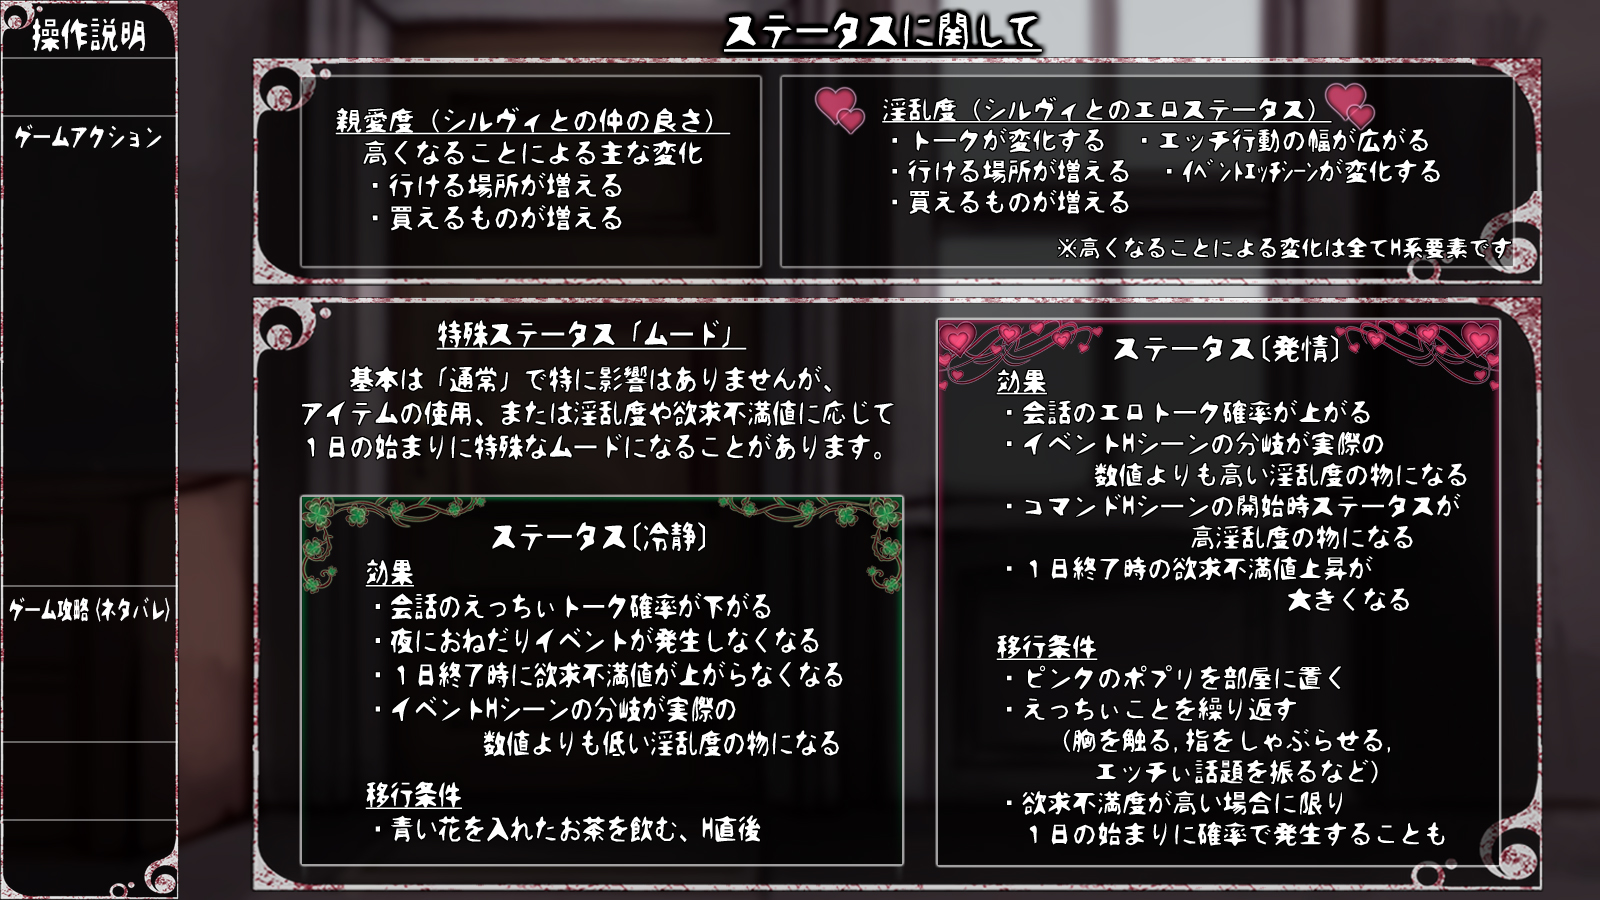 操作説明
ゲームアクション
ゲーム攻略(ネタバレ)
ステータスに関して
親愛度（シルヴィとの仲の良さ）
高くなることによる主な変化
・行ける場所が増える
・買えるものが増える
淫乱度（シルヴィとのエロステータス）
・トークが変化する　・エッチ行動の幅が広がる
・行ける場所が増える　・ｲﾍﾞﾝﾄｴｯﾁｼｰﾝが変化する
・買えるものが増える
※高くなることによる変化は全てH系要素です
特殊ステータス「ムード」
基本は「通常」で特に影響はありませんが、
アイテムの使用、または淫乱度や欲求不満値に応じて
１日の始まりに特殊なムードになることがあります。
ステータス〔冷静〕
効果
・会話のえっちぃトーク確率が下がる
・夜におねだりイベントが発生しなくなる
・１日終了時に欲求不満値が上がらなくなる
・イベントHシーンの分岐が実際の
数値よりも低い淫乱度の物になる
移行条件
・青い花を入れたお茶を飲む、H直後
ステータス〔発情〕
効果
・会話のエロトーク確率が上がる
・イベントHシーンの分岐が実際の
数値よりも高い淫乱度の物になる
・コマンドHシーンの開始時ステータスが
高淫乱度の物になる
・１日終了時の欲求不満値上昇が
大きくなる
移行条件
・ピンクのポプリを部屋に置く
・えっちぃことを繰り返す
（胸を触る,指をしゃぶらせる,
エッチぃ話題を振るなど）
・欲求不満度が高い場合に限り
１日の始まりに確率で発生することも